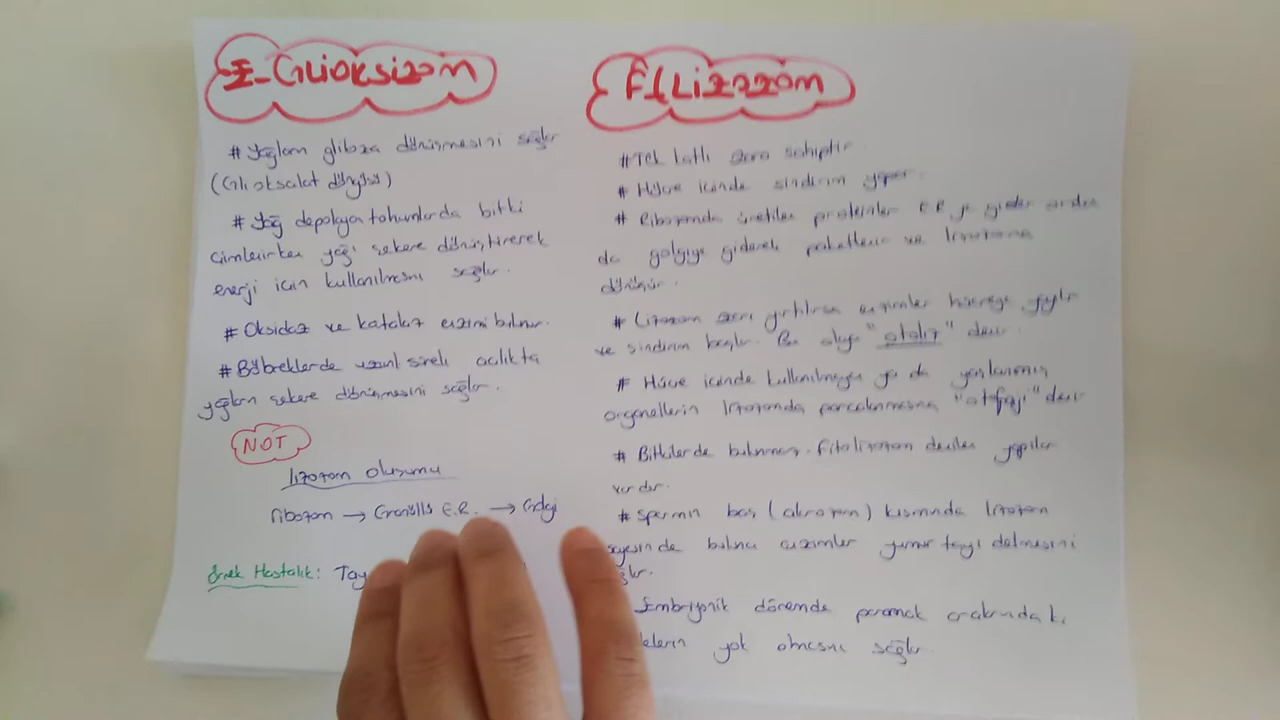 E-Glioksizom
# Yağların glikoza dönüşmesini sağlar
(Glioksalat döngüsü)
# Yağ depolayan tohumlarda bitki
çimlenirken yağı şekere dönüştürerek
enerji için kullanılmasını sağlar.
# Oksidaz ve katalaz enzimi bulunur.
# Böbreklerde uzun süreli açlıkta
yağların şekere dönüşmesini sağlar.
NOT
lizozom oluşumu
Ribozom → Granüllü E.R. → Golgi
Örnek Hastalık: Tay
F) Lizozom
# Tek katlı zara sahiptir
# Hücre içinde sindirim yapar.
# Ribozomda üretilen proteinler E.R ye gider ordan
da golgiye giderek paketlenir ve lizozoma
dönüşür.
# Lizozom zarı yırtılırsa enzimler hücreye yayılır
ve sindirim başlar. Bu olaya "otoliz" denir.
# Hücre içinde kullanılmayan ya da yaşlanmış
organellerin lizozomda parçalanmasına "otofaji" denir
# Bitkilerde bulunmaz. Fitolizozom denilen yapılar
vardır.
# Spermin baş (akrozom) kısmında lizozom
sayesinde bulunan enzimler yumurtayı delmesini
sağlar.
Embriyonik dönemde parmak arakındaki
lelerin yok olmasını sağlar.